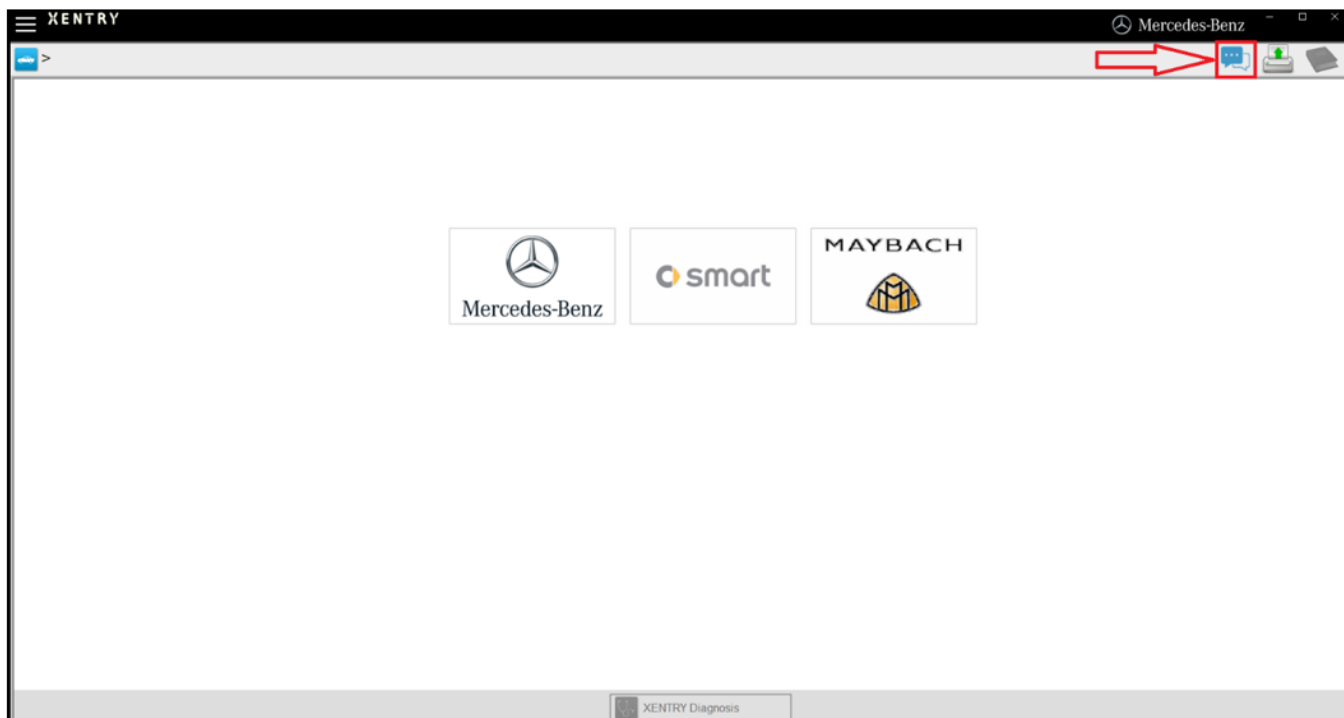 XENTRY
Mercedes-Benz
>
Mercedes-Benz
smart
MAYBACH
XENTRY Diagnosis